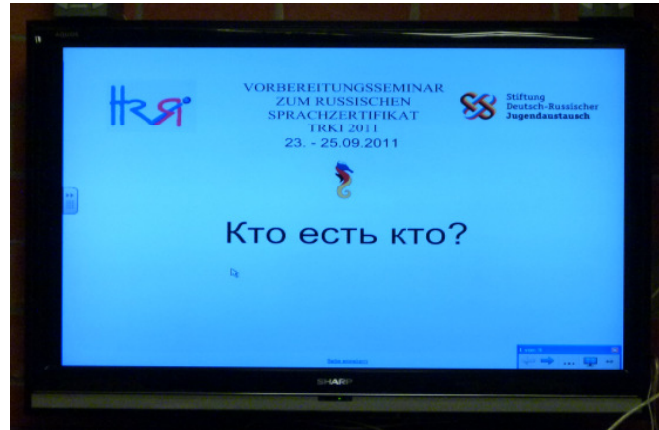 VORBEREITUNGSSEMINAR
ZUM RUSSISCHEN
SPRACHZERTIFIKAT
TRKI 2011
23. - 25.09.2011
Stiftung
Deutsch-Russischer
Jugendaustausch
Кто есть кто?
SHARP